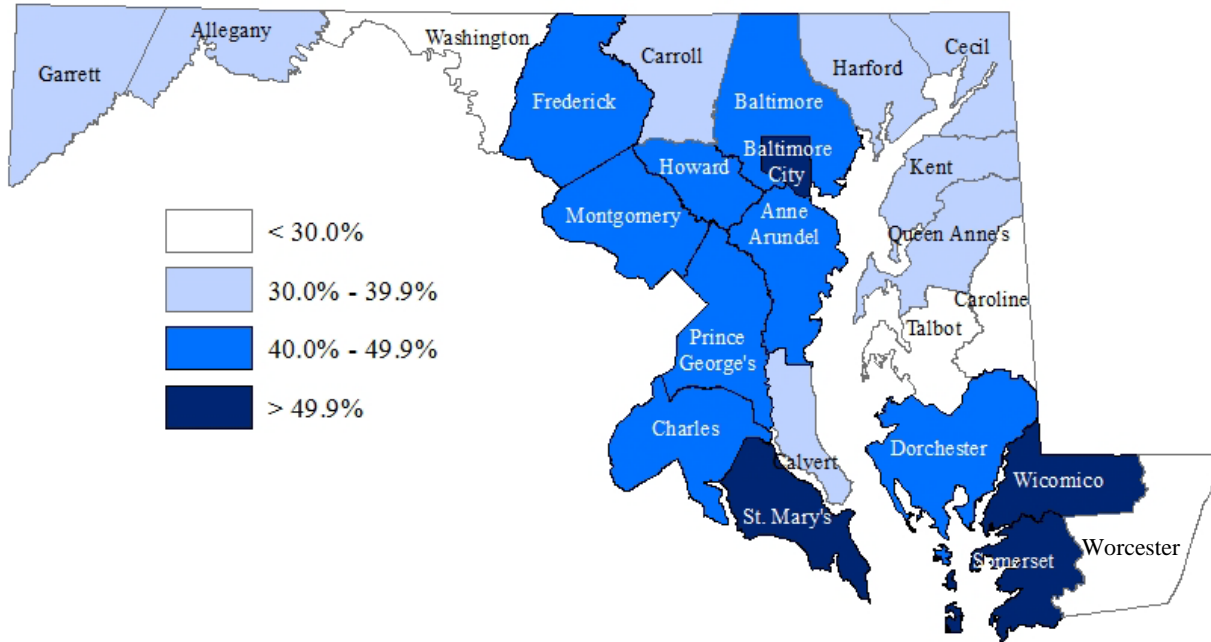 Allegany
Garrett
Washington
Carroll
Cecil
Harford
Frederick
Baltimore
Baltimore
City
Howard
Kent
Montgomery
Anne
Arundel
Queen Anne's
< 30.0%
30.0% - 39.9%
40.0% - 49.9%
> 49.9%
Caroline
Talbot
Prince
George's
Charles
Calvert
Dorchester
St. Mary's
Wicomico
Somerset
Worcester